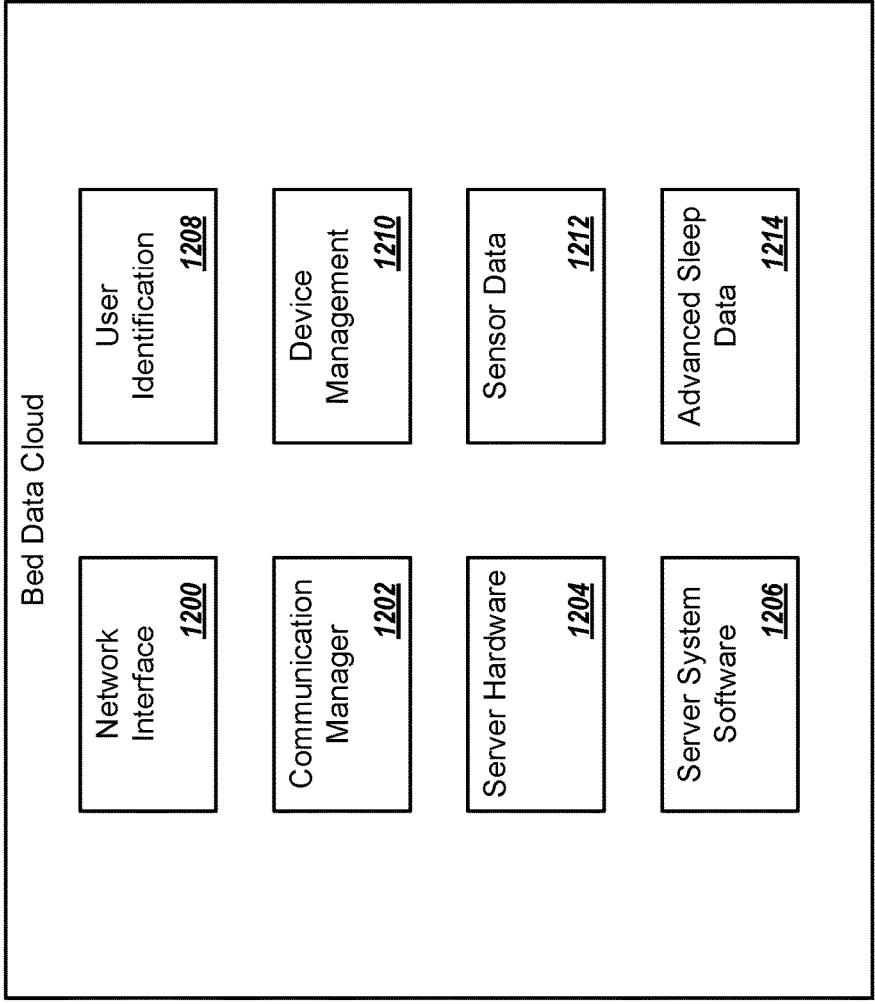 Bed Data Cloud
Network
Interface
1200
Communication
Manager
1202
Server Hardware
1204
Server System
Software
1206
User
Identification
1208
Device
Management
1210
Sensor Data
1212
Advanced Sleep
Data
1214